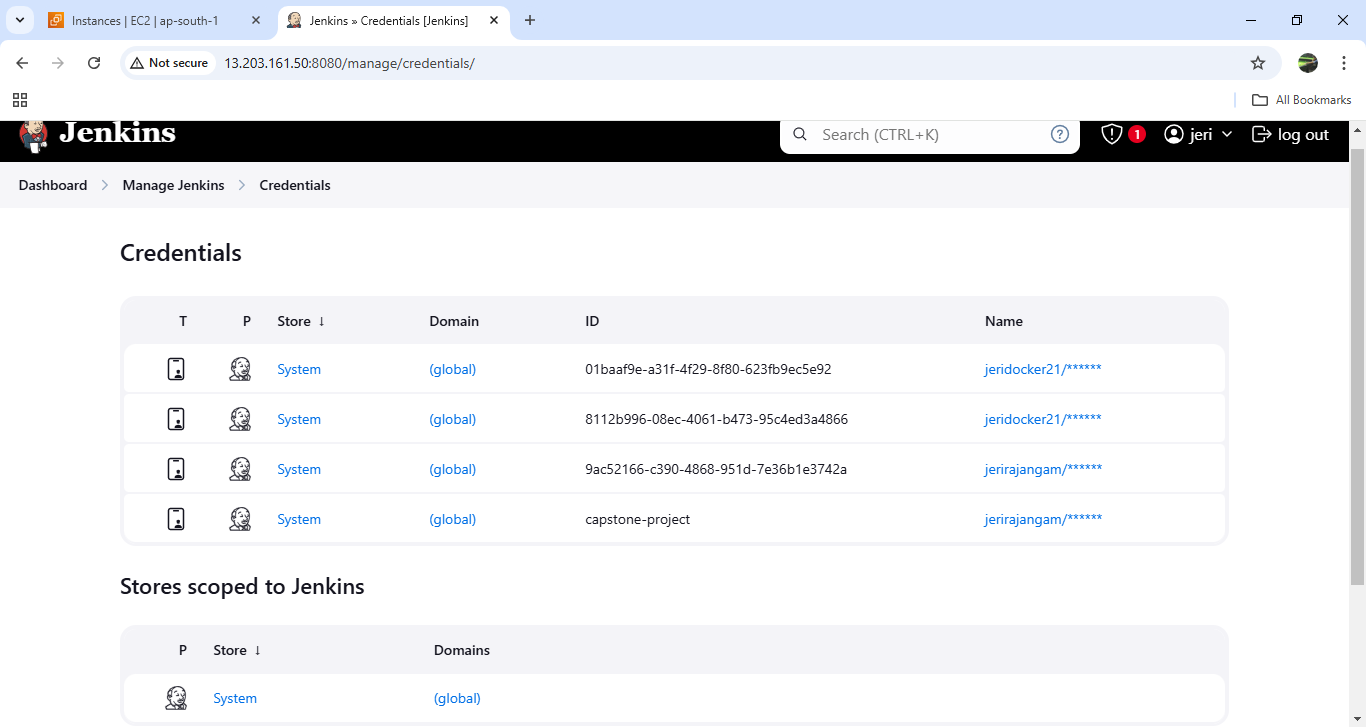 Instances | EC2 | ap-south-1
Jenkins » Credentials [Jenkins]
Not secure
13.203.161.50:8080/manage/credentials/
All Bookmarks
Jenkins
Search (CTRL+K)
?
1
jeri
log out
Dashboard
Manage Jenkins
Credentials
Credentials
T P Store ↓ Domain ID Name
System (global) 01baaf9e-a31f-4f29-8f80-623fb9ec5e92 jeridocker21/******
System (global) 8112b996-08ec-4061-b473-95c4ed3a4866 jeridocker21/******
System (global) 9ac52166-c390-4868-951d-7e36b1e3742a jerirajangam/******
System (global) capstone-project jerirajangam/******
Stores scoped to Jenkins
P Store ↓ Domains
System (global)